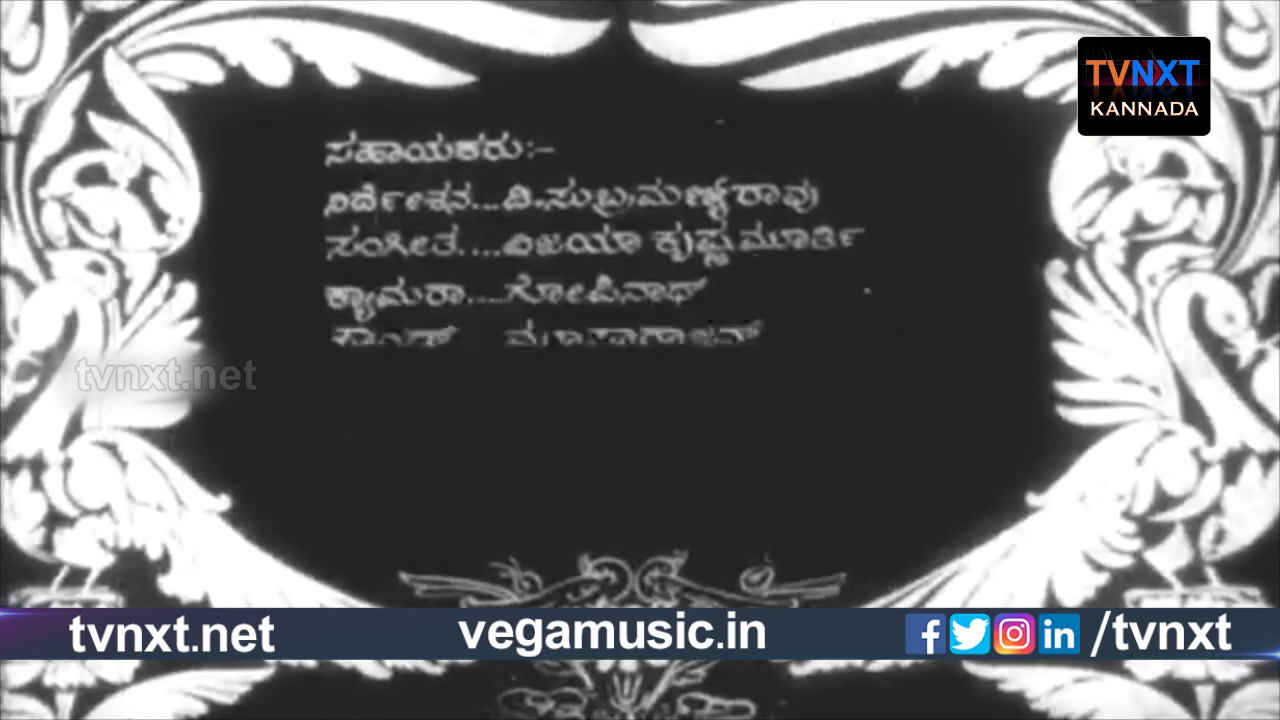 TVNXT
KANNADA
ಸಹಾಯಕರು:-
ನಿರ್ದೇಶನ... ಸುಬ್ರಮಣ್ಯರಾವು
ಸಂಗೀತ....ವಿಜಯಾ ಕೃಷ್ಣಮೂರ್ತಿ
ಕ್ಯಾಮರಾ....ಗೋಪಿನಾಥ್
tvnxt.net
tvnxt.net vegamusic.in /tvnxt